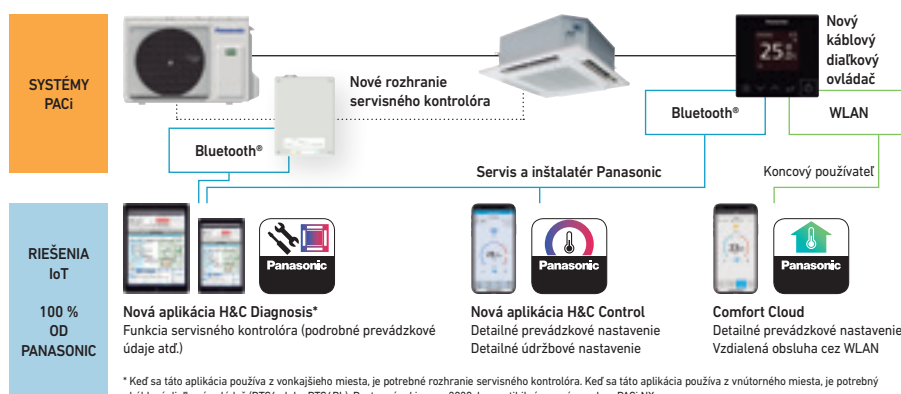 SYSTÉMY
PACi
Panasonic
Nové rozhranie
servisného kontrolóra
Nový
káblový
diaľkový
ovládač
Bluetooth®
WLAN
Bluetooth®
Servis a inštalatér Panasonic
Koncový používateľ
RIEŠENIA
IoT
100 %
OD
PANASONIC
Panasonic
Panasonic
Panasonic
Nová aplikácia H&C Diagnosis*
Funkcia servisného kontrolóra (podrobné prevádzkové
údaje atď.)
Nová aplikácia H&C Control
Detailné prevádzkové nastavenie
Detailné údržbové nastavenie
Comfort Cloud
Detailné prevádzkové nastavenie
Vzdialená obsluha cez WLAN
* Keď sa táto aplikácia používa z vonkajšieho miesta, je potrebné rozhranie servisného kontrolóra. Keď sa táto aplikácia používa z vnútorného miesta, je potrebný